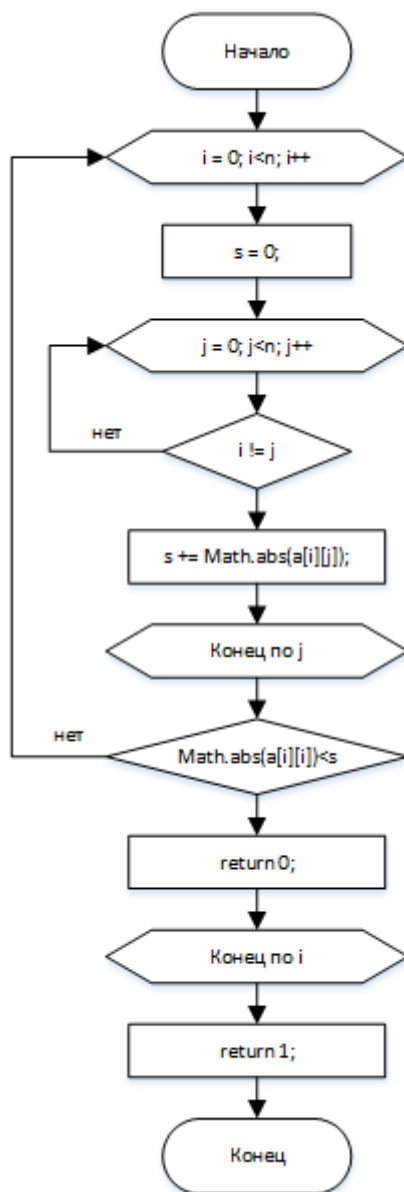 Начало
i = 0; i<n; i++
s = 0;
j = 0; j<n; j++
нет
i != j
s += Math.abs(a[i][j]);
Конец по j
нет
Math.abs(a[i][i])<s
return 0;
Конец по i
return 1;
Конец